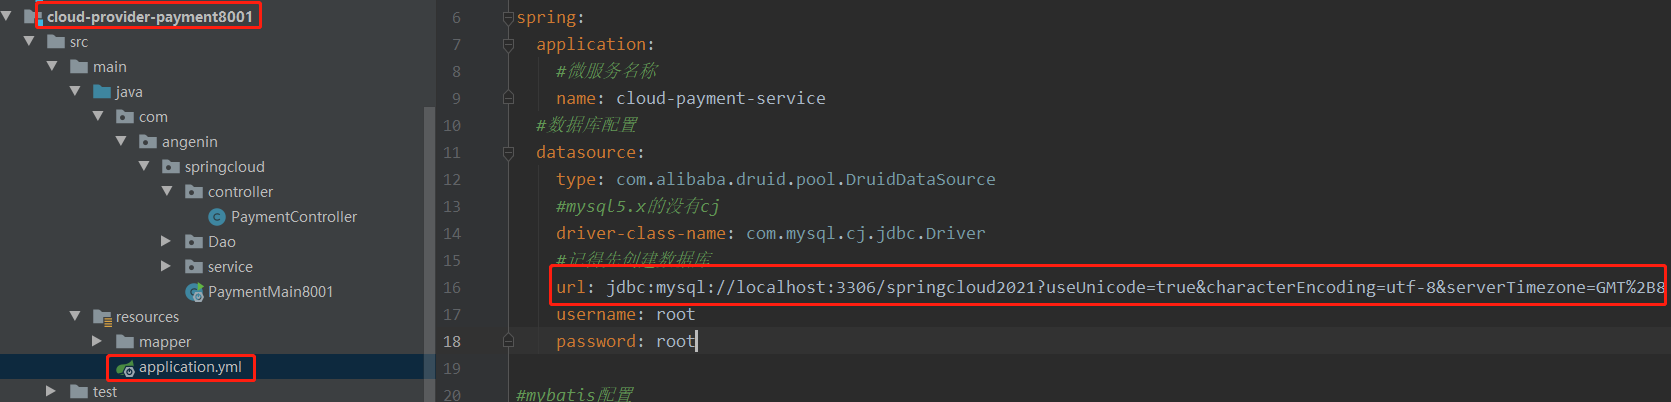 cloud-provider-payment8001
src
main
java
com
angenin
springcloud
controller
PaymentController
Dao
service
PaymentMain8001
resources
mapper
application.yml
test
6 spring:
7 application:
8 #微服务名称
9 name: cloud-payment-service
10 #数据库配置
11 datasource:
12 type: com.alibaba.druid.pool.DruidDataSource
13 #mysql5.x的没有cj
14 driver-class-name: com.mysql.cj.jdbc.Driver
15 #记得先创建数据库
16 url: jdbc:mysql://localhost:3306/springcloud2021?useUnicode=true&characterEncoding=utf-8&serverTimezone=GMT%2B8
17 username: root
18 password: root
19
20 #mybatis配置